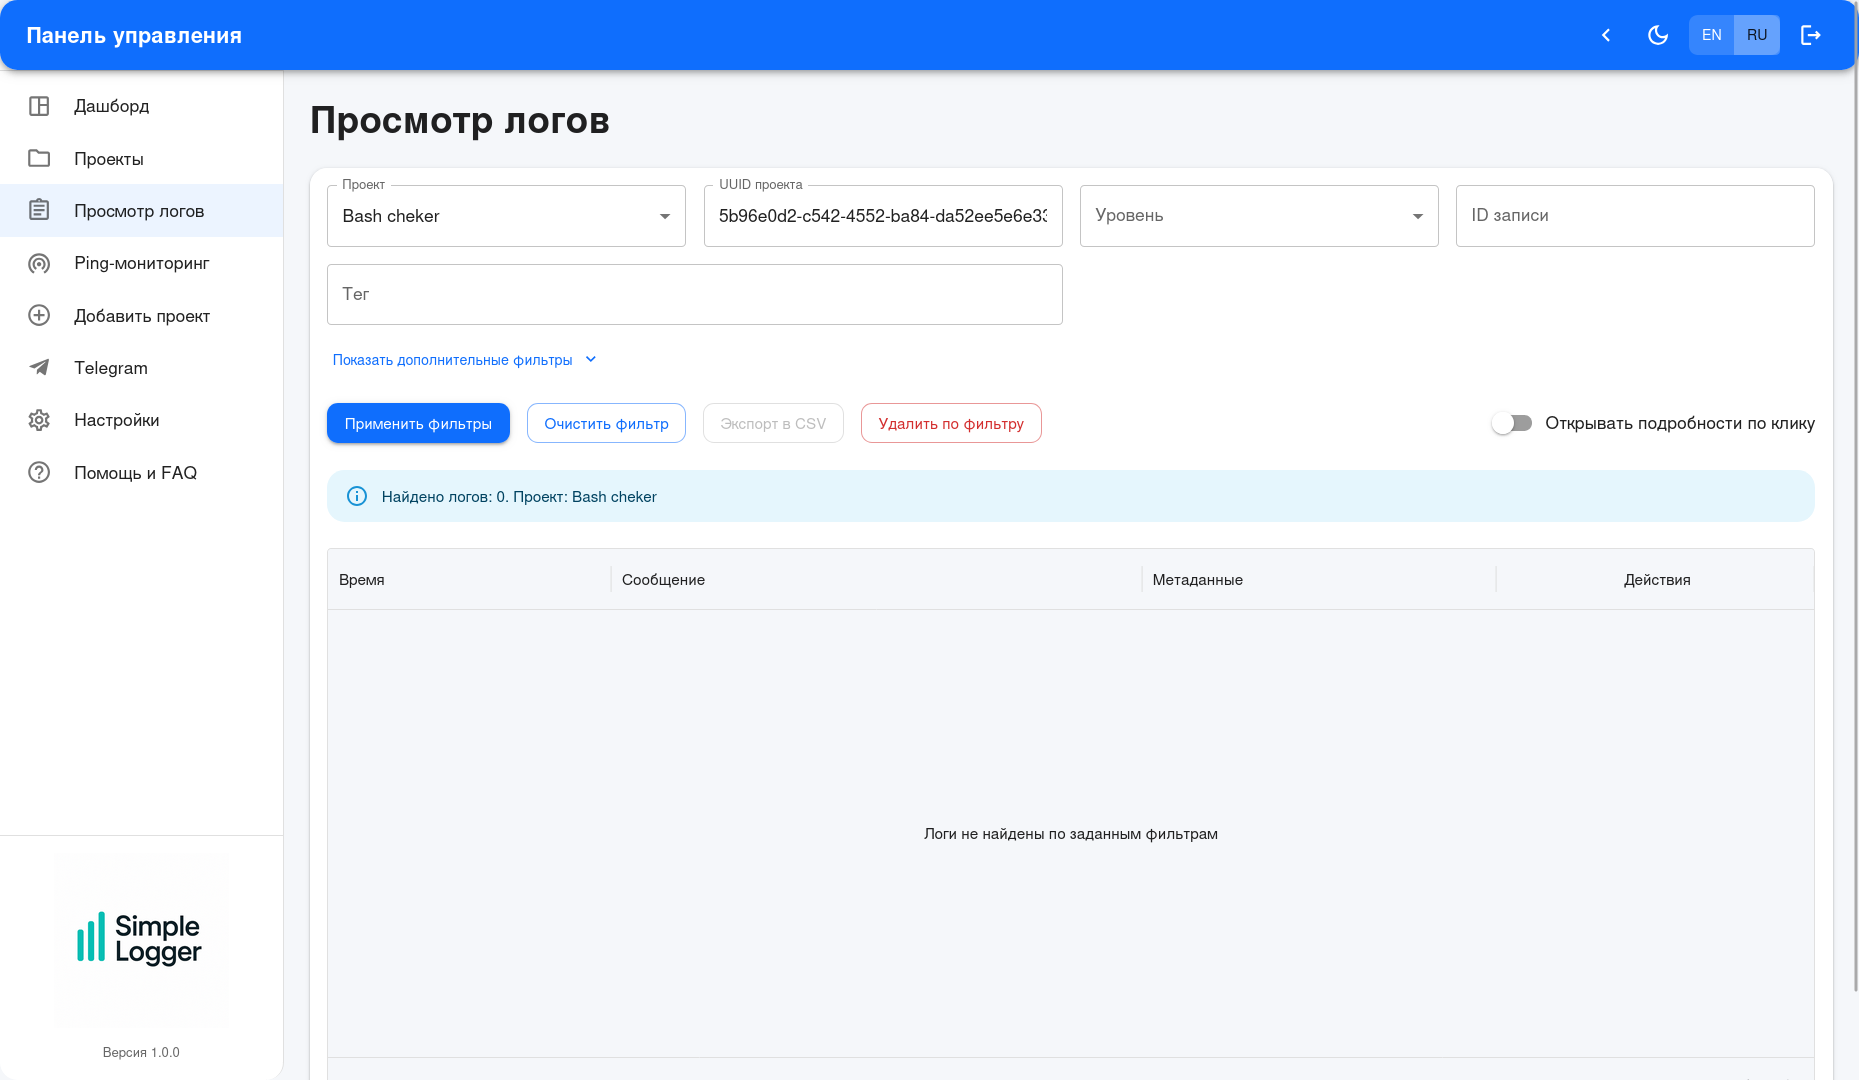 Панель управления
EN
RU
Дашборд
Проекты
Просмотр логов
Ping-мониторинг
Добавить проект
Telegram
Настройки
Помощь и FAQ
Simple
Logger
Версия 1.0.0
Просмотр логов
Проект
Bash cheker
UUID проекта
5b96e0d2-c542-4552-ba84-da52ee5e6e33
Уровень
ID записи
Тег
Показать дополнительные фильтры
Применить фильтры
Очистить фильтр
Экспорт в CSV
Удалить по фильтру
Открывать подробности по клику
Найдено логов: 0. Проект: Bash cheker
Время
Сообщение
Метаданные
Действия
Логи не найдены по заданным фильтрам